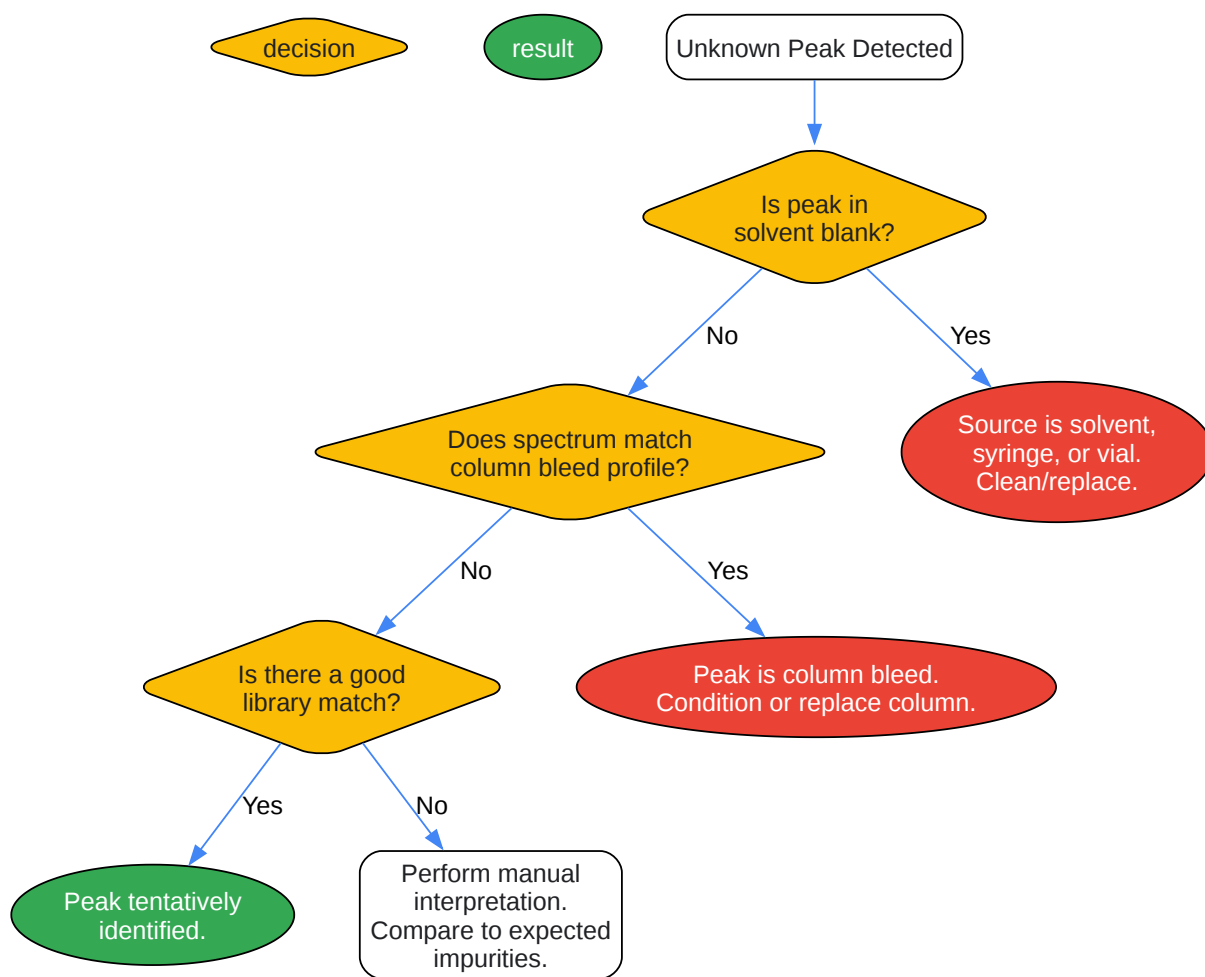 decision
result
Unknown Peak Detected
Is peak in
solvent blank?
No
Yes
Does spectrum match
column bleed profile?
Source is solvent,
syringe, or vial.
Clean/replace.
No
Yes
Is there a good
library match?
Peak is column bleed.
Condition or replace column.
Yes
No
Peak tentatively
identified.
Perform manual
interpretation.
Compare to expected
impurities.